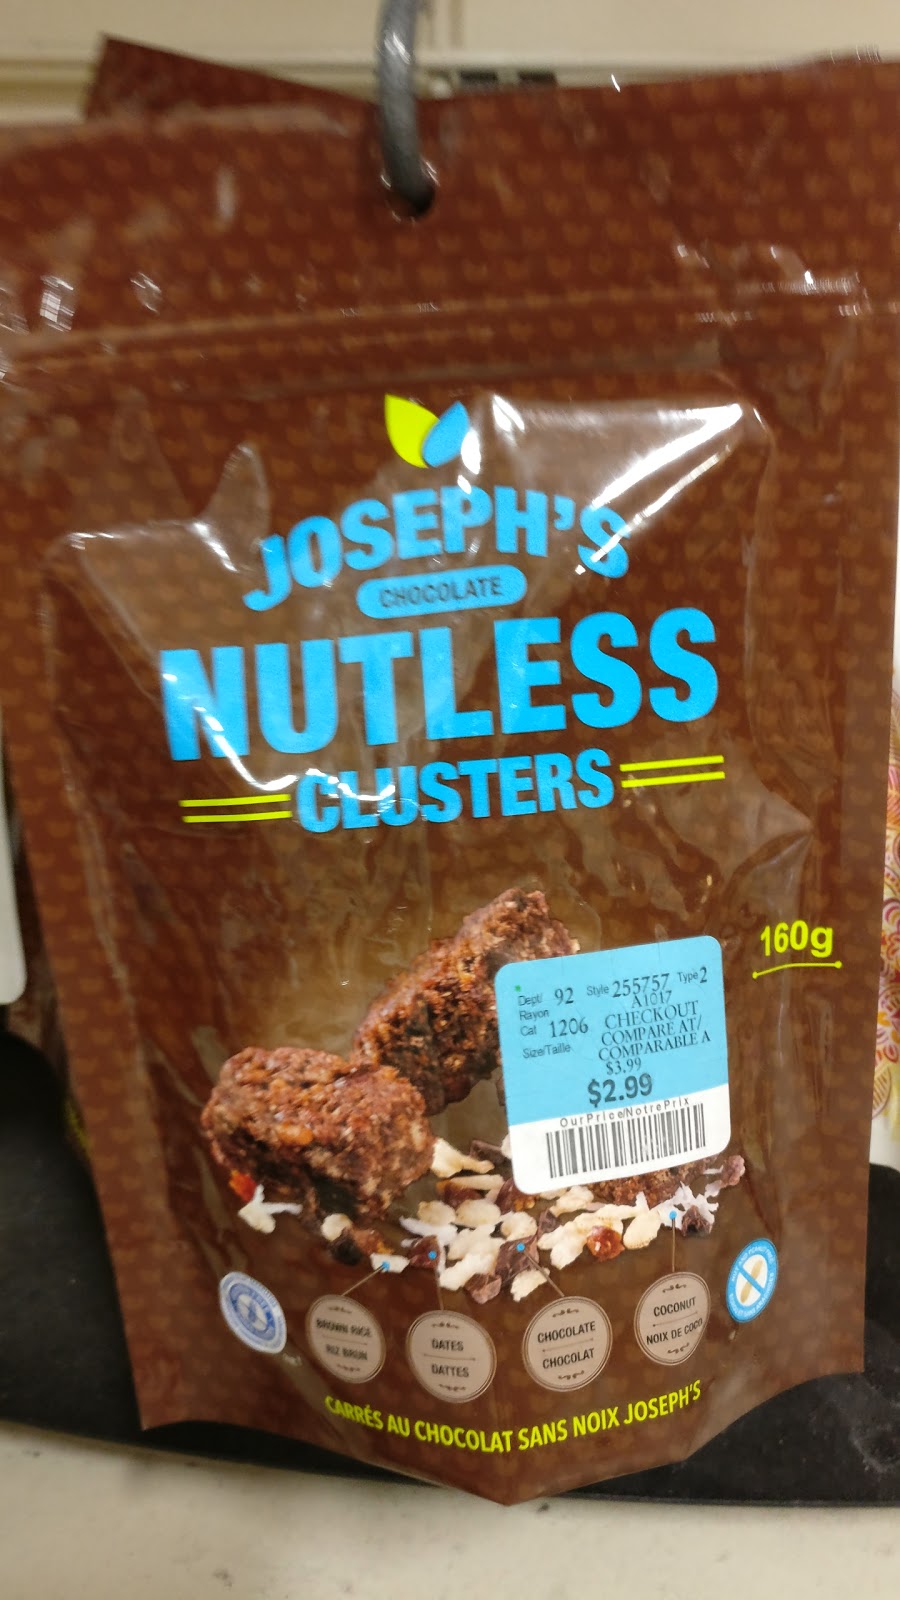 JOSEPH'S
CHOCOLATE
NUTLESS
CLUSTERS
160g
Dept/ 92 Style 255757 Type 2
Rayon A1017
Cat 1206 CHECKOUT
Size/Taille COMPARE AT/
COMPARABLE A
$3.99
$2.99
OurPrice/NotrePrix
BROWN RICE
RIZ BRUN
DATES
DATTES
CHOCOLATE
CHOCOLAT
COCONUT
NOIX DE COCO
CARRÉS AU CHOCOLAT SANS NOIX JOSEPH'S